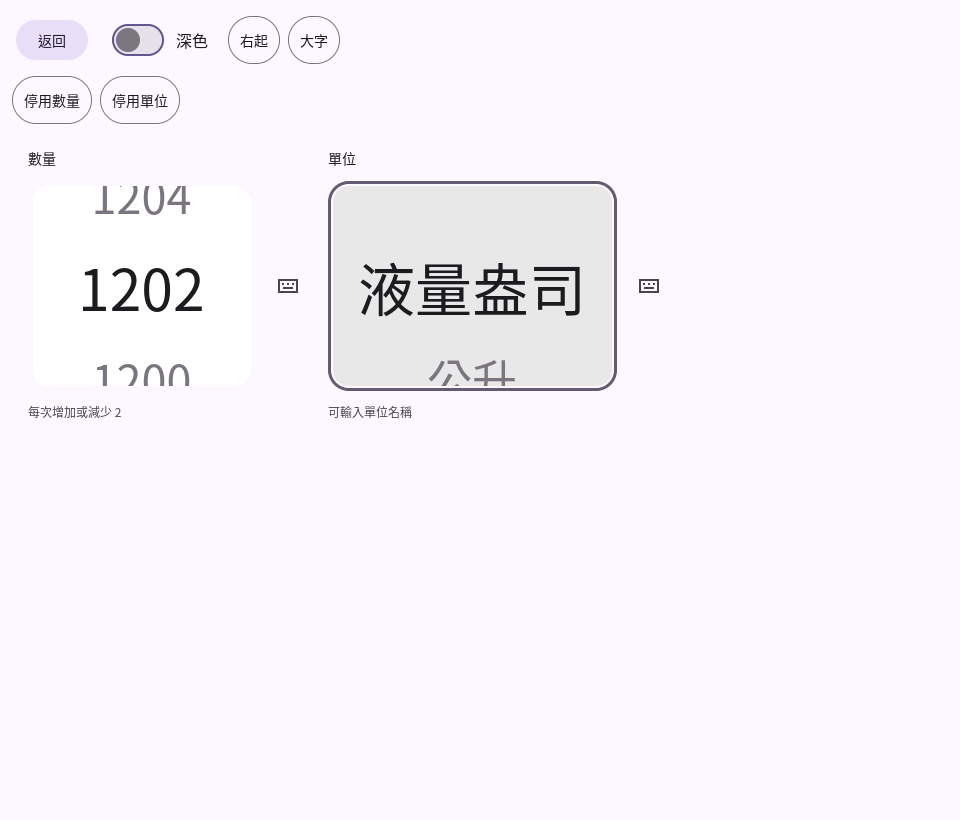 返回 深色 右起 大字
停用數量 停用單位
數量 單位
1204
1202 液量盎司
1200 公升
每次增加或減少 2 可輸入單位名稱